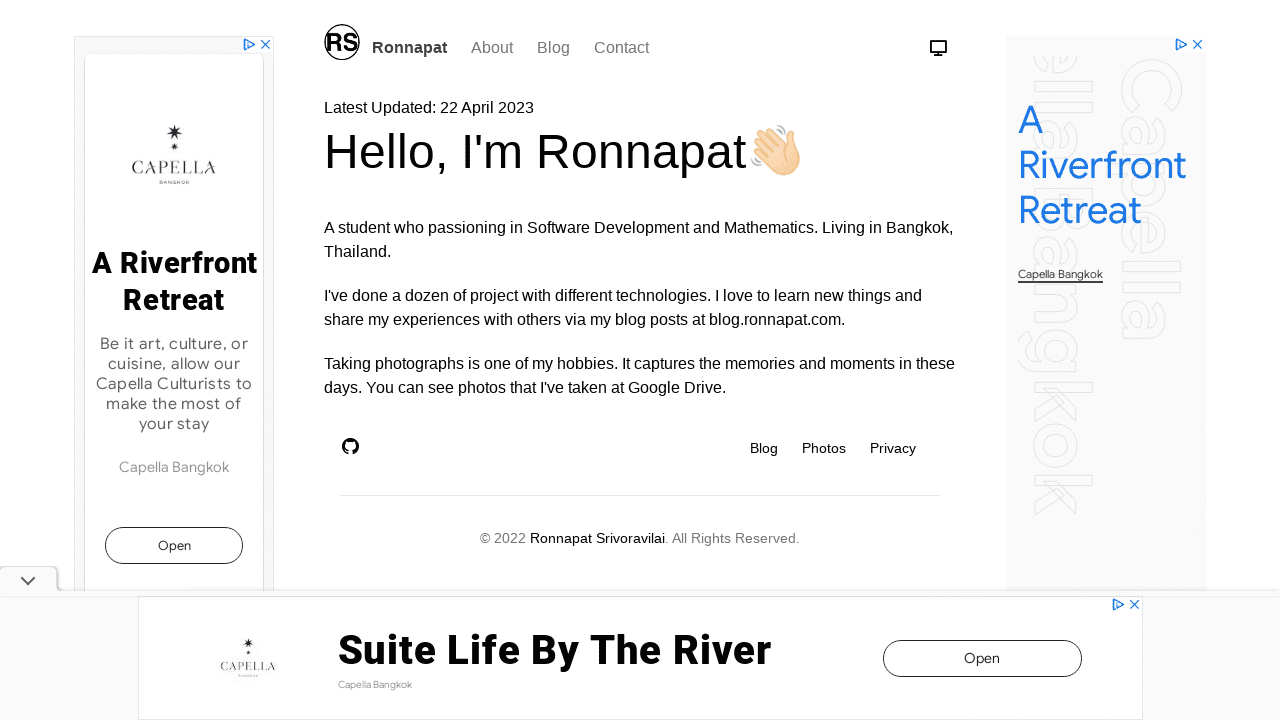 RS
Ronnapat
About
Blog
Contact
Latest Updated: 22 April 2023
Hello, I'm Ronnapat👋🏻
A student who passioning in Software Development and Mathematics. Living in Bangkok,
Thailand.
I've done a dozen of project with different technologies. I love to learn new things and
share my experiences with others via my blog posts at blog.ronnapat.com.
Taking photographs is one of my hobbies. It captures the memories and moments in these
days. You can see photos that I've taken at Google Drive.
Blog
Photos
Privacy
© 2022 Ronnapat Srivoravilai. All Rights Reserved.
CAPELLA
BANGKOK
A Riverfront
Retreat
Be it art, culture, or
cuisine, allow our
Capella Culturists to
make the most of
your stay
Capella Bangkok
Open
A
Riverfront
Retreat
Capella Bangkok
Capella
ella Bangkok
CAPELLA
BANGKOK
Suite Life By The River
Capella Bangkok
Open